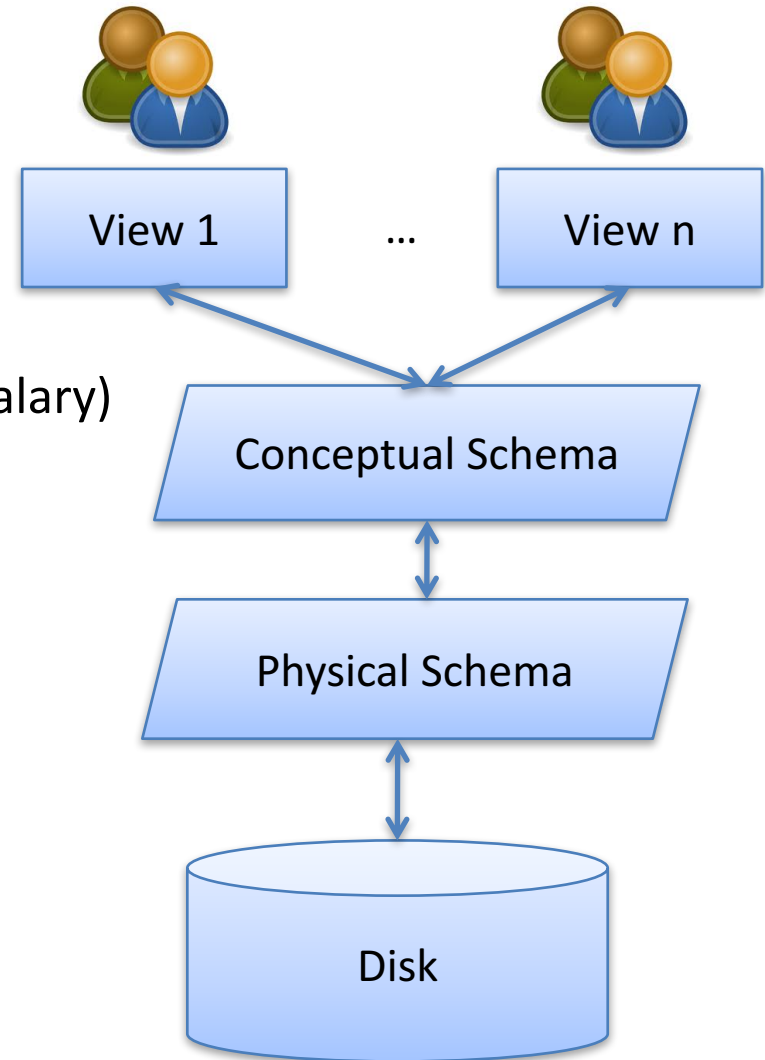 View 1
...
View n
alary)
Conceptual Schema
Physical Schema
Disk